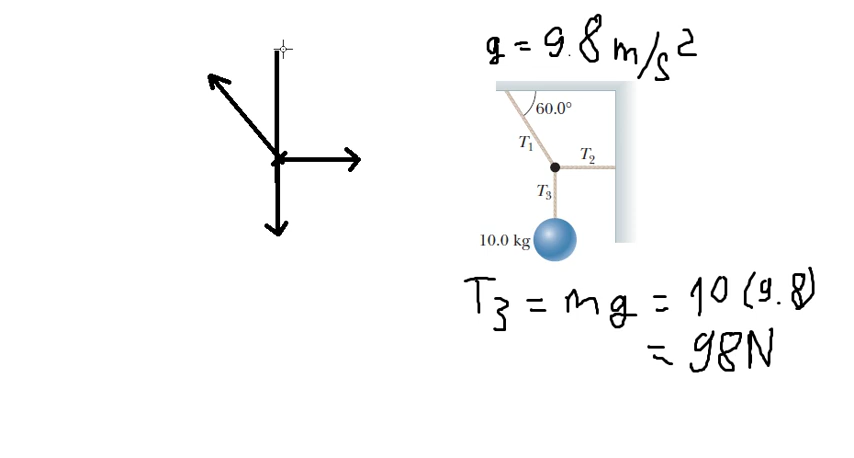 g = 9.8 m/s2
60.0°
T1
T2
T3
10.0 kg
T3 = mg = 10 (9.8)
= 98N